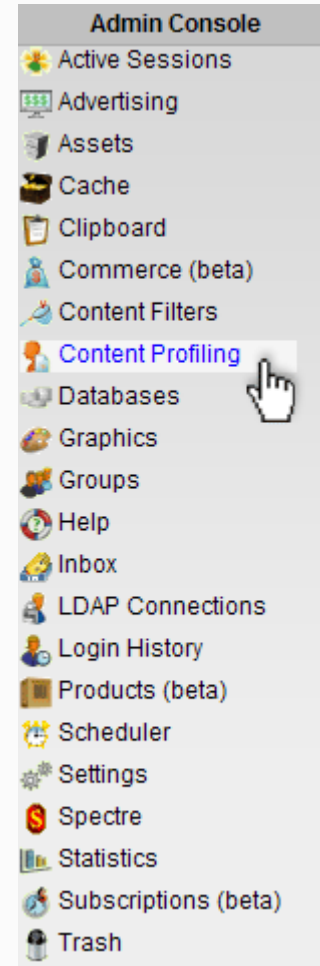 Admin Console
Active Sessions
Advertising
Assets
Cache
Clipboard
Commerce (beta)
Content Filters
Content Profiling
Databases
Graphics
Groups
Help
Inbox
LDAP Connections
Login History
Products (beta)
Scheduler
Settings
Spectre
Statistics
Subscriptions (beta)
Trash